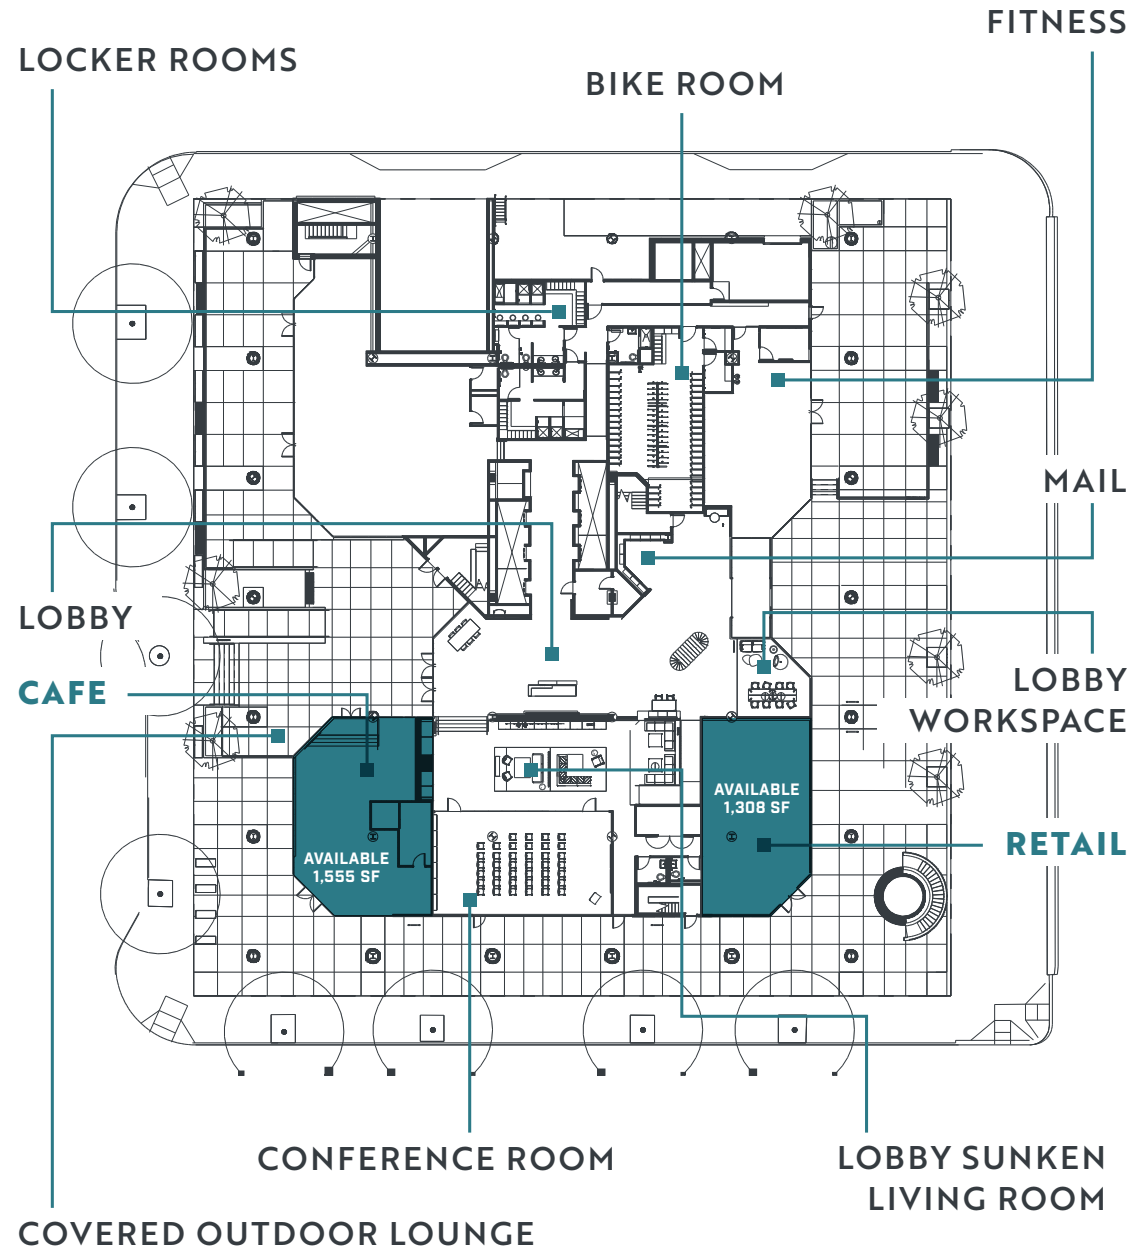 FITNESS
LOCKER ROOMS
BIKE ROOM
MAIL
LOBBY
LOBBY
WORKSPACE
CAFE
AVAILABLE
1,308 SF
RETAIL
AVAILABLE
1,555 SF
CONFERENCE ROOM
LOBBY SUNKEN
LIVING ROOM
COVERED OUTDOOR LOUNGE